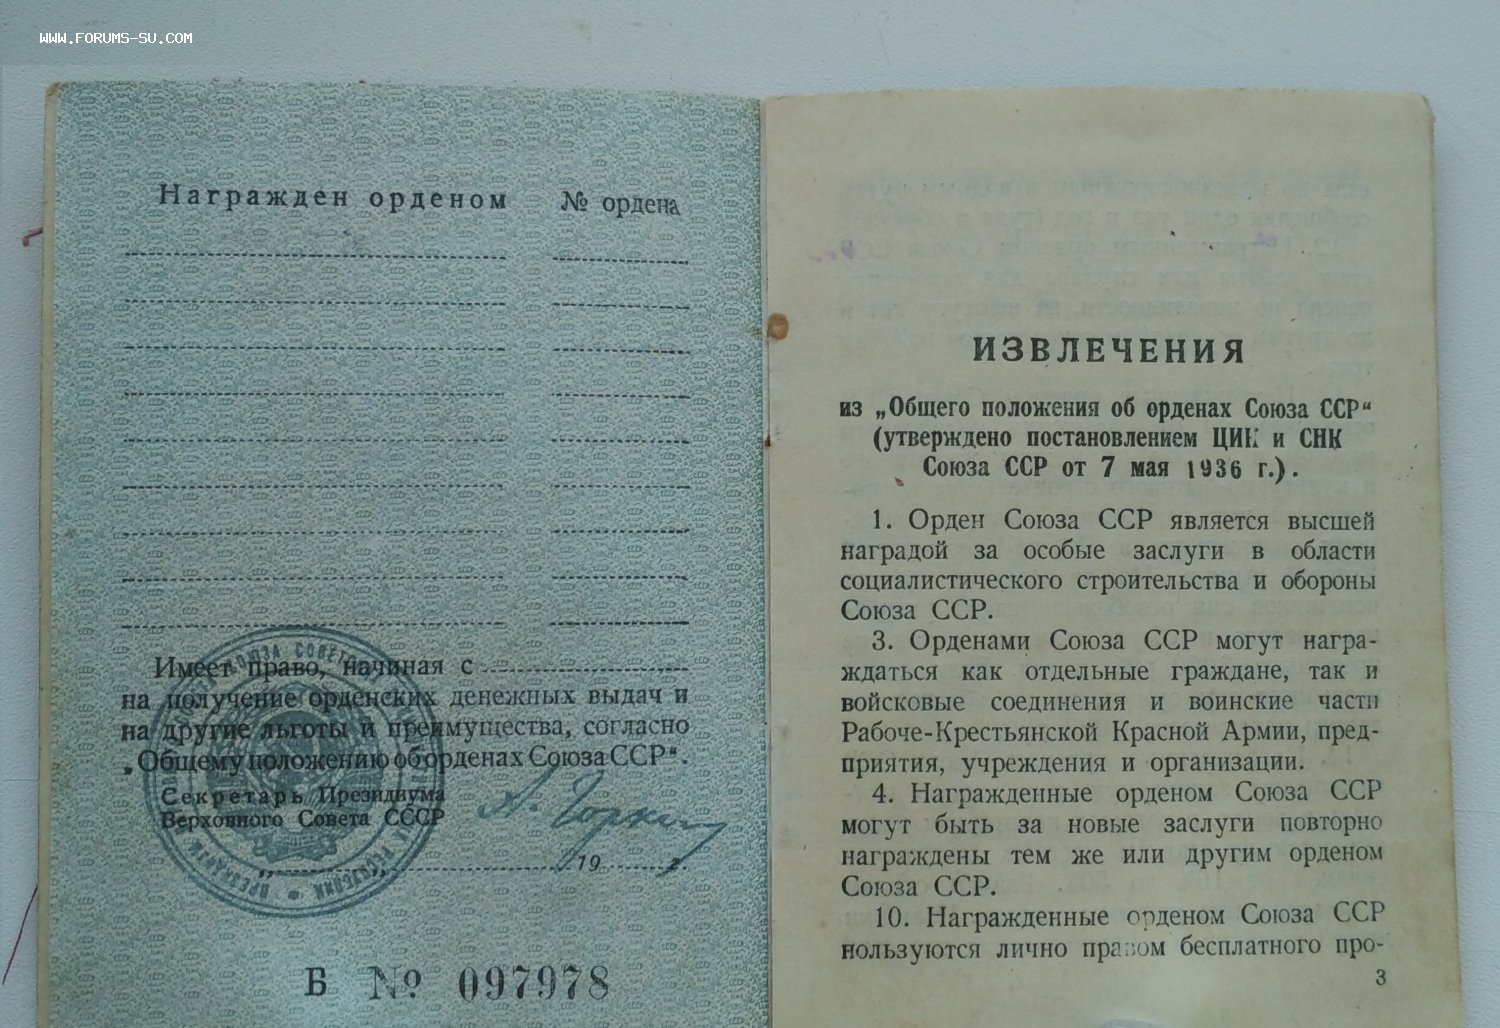 WWW.FORUMS-SU.COM
Награжден орденом № ордена
Имеет право, начиная с
на получение орденских денежных выдач и
на другие льготы и преимущества, согласно
„Общему положению об орденах Союза ССР“.
Секретарь Президиума
Верховного Совета СССР
А. Горкин
„ “ 19 г.
Б № 097978
ИЗВЛЕЧЕНИЯ
из „Общего положения об орденах Союза ССР“
(утверждено постановлением ЦИК и СНК
Союза ССР от 7 мая 1936 г.).
1. Орден Союза ССР является высшей
наградой за особые заслуги в области
социалистического строительства и обороны
Союза ССР.
3. Орденами Союза ССР могут награ-
ждаться как отдельные граждане, так и
войсковые соединения и воинские части
Рабоче-Крестьянской Красной Армии, пред-
приятия, учреждения и организации.
4. Награжденные орденом Союза ССР
могут быть за новые заслуги повторно
награждены тем же или другим орденом
Союза ССР.
10. Награжденные орденом Союза ССР
пользуются лично правом бесплатного про-
3